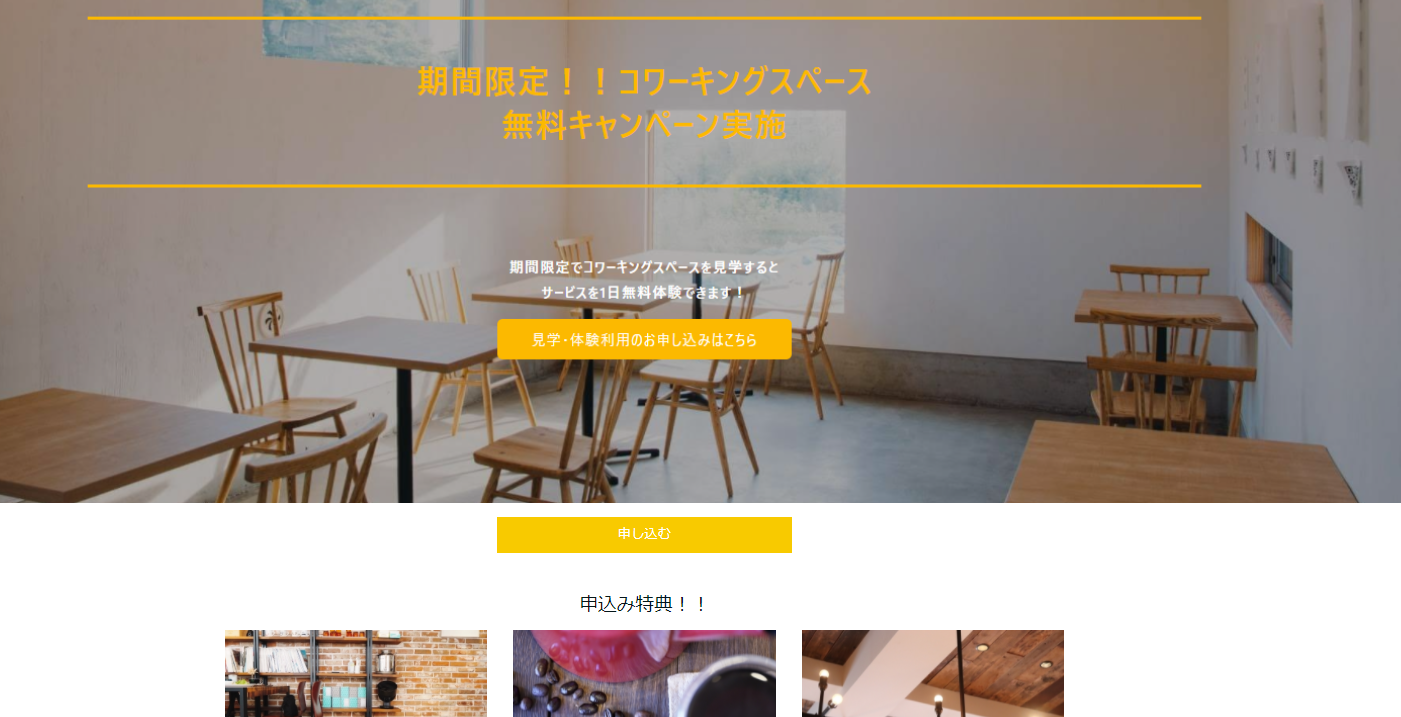 期間限定！！コワーキングスペース
無料キャンペーン実施
期間限定でコワーキングスペースを見学すると
サービスを1日無料体験できます！
見学・体験利用のお申し込みはこちら
申し込む
申込み特典！！